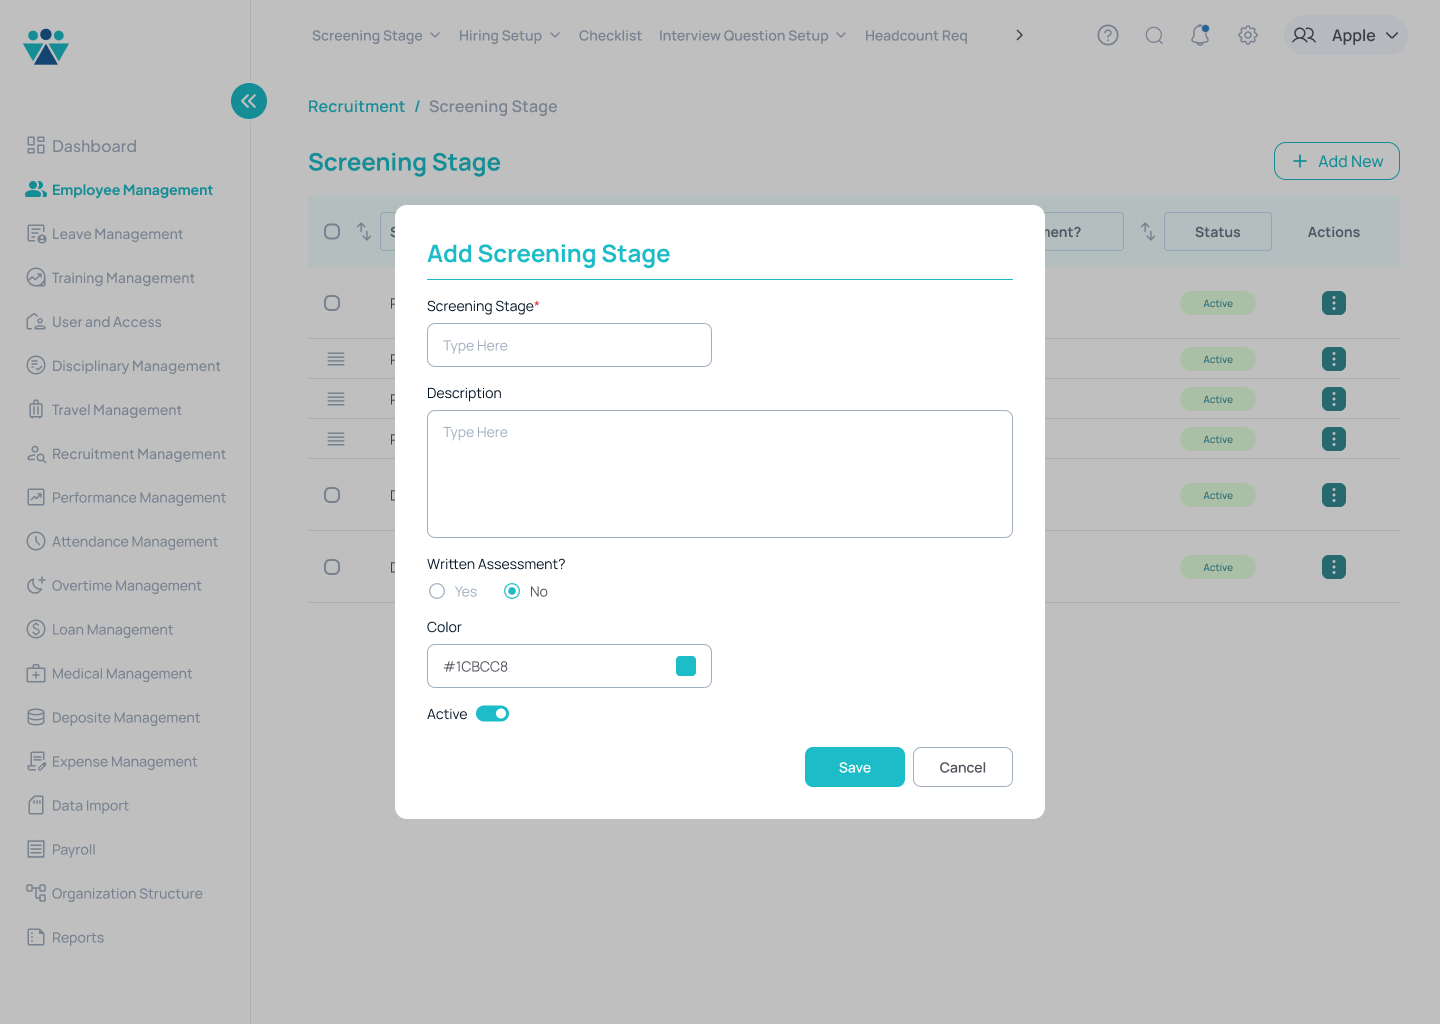 Screening Stage
Hiring Setup
Checklist
Interview Question Setup
Headcount Req
Apple
Recruitment / Screening Stage
Screening Stage
Add New
Status
Actions
Active
Active
Active
Active
Active
Active
Dashboard
Employee Management
Leave Management
Training Management
User and Access
Disciplinary Management
Travel Management
Recruitment Management
Performance Management
Attendance Management
Overtime Management
Loan Management
Medical Management
Deposite Management
Expense Management
Data Import
Payroll
Organization Structure
Reports
Add Screening Stage
Screening Stage*
Type Here
Description
Type Here
Written Assessment?
Yes
No
Color
#1CBCC8
Active
Save
Cancel